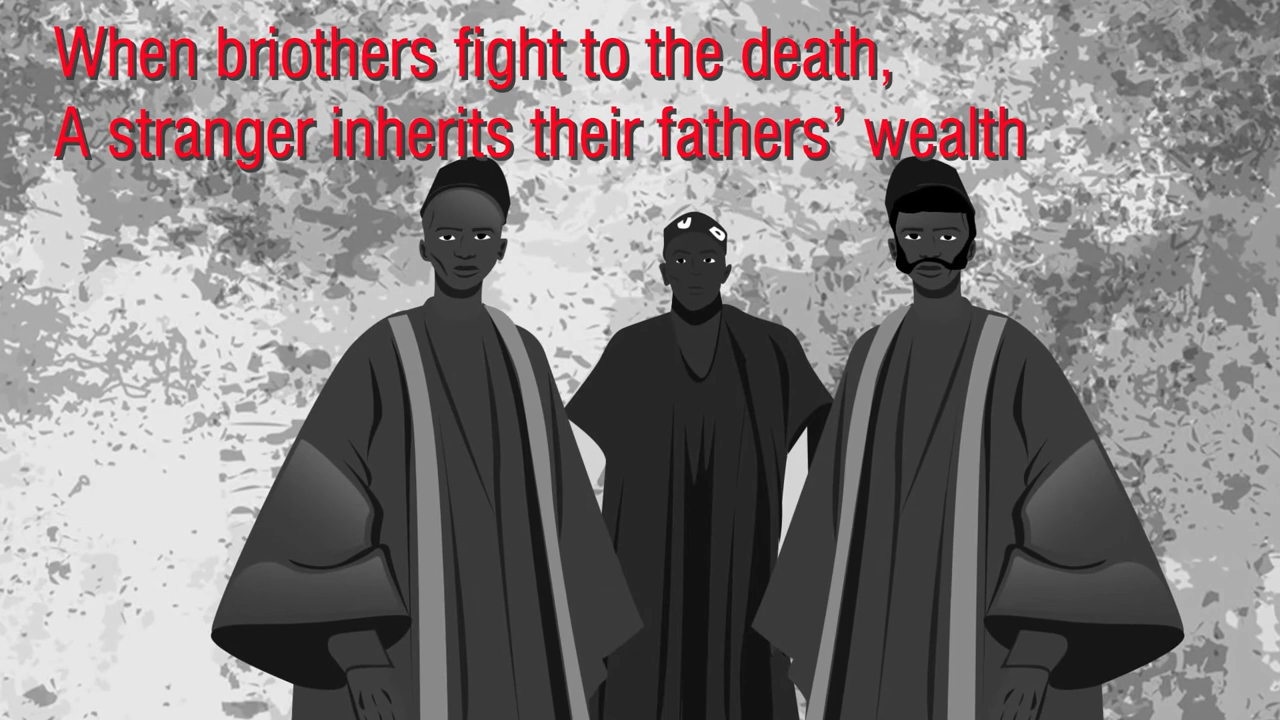 When briothers fight to the death,
A stranger inherits their fathers’ wealth